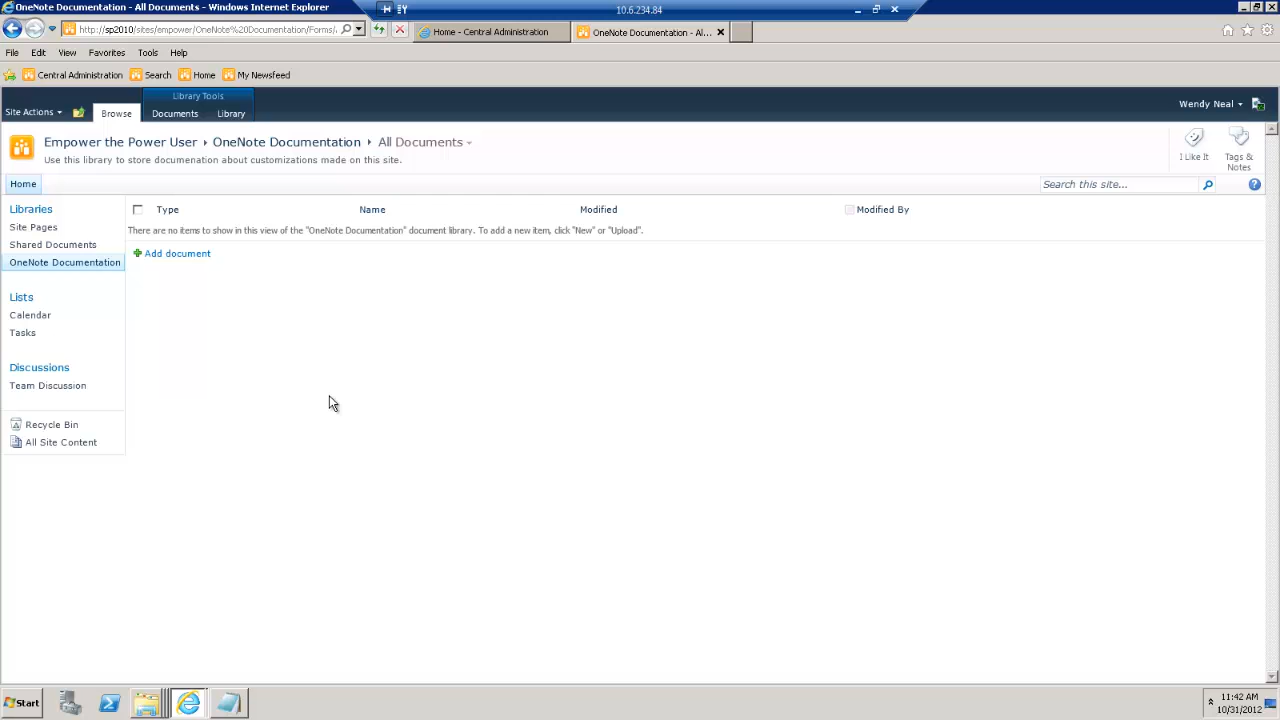 OneNote Documentation - All Documents - Windows Internet Explorer
10.6.234.84
http://sp2010/sites/empower/OneNote%20Documentation/Forms/
Home - Central Administration
OneNote Documentation - Al...
File Edit View Favorites Tools Help
Central Administration Search Home My Newsfeed
Library Tools
Site Actions Browse Documents Library Wendy Neal
Empower the Power User OneNote Documentation All Documents
Use this library to store documenation about customizations made on this site.
I Like It
Tags &
Notes
Home
Search this site...
Libraries
Site Pages
Shared Documents
OneNote Documentation
Lists
Calendar
Tasks
Discussions
Team Discussion
Recycle Bin
All Site Content
Type Name Modified Modified By
There are no items to show in this view of the "OneNote Documentation" document library. To add a new item, click "New" or "Upload".
Add document
Start
11:42 AM
10/31/2012